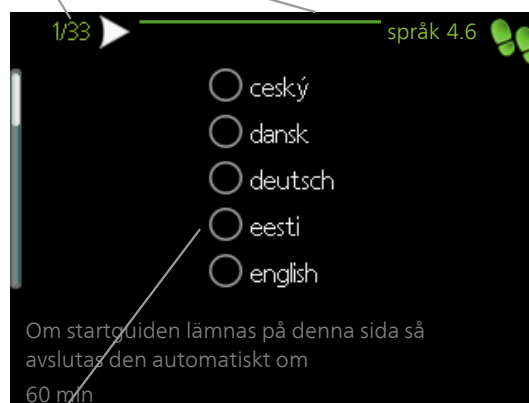 1/33
språk 4.6
ceský
dansk
deutsch
eesti
english
Om startguiden lämnas på denna sida så
avslutas den automatiskt om
60 min